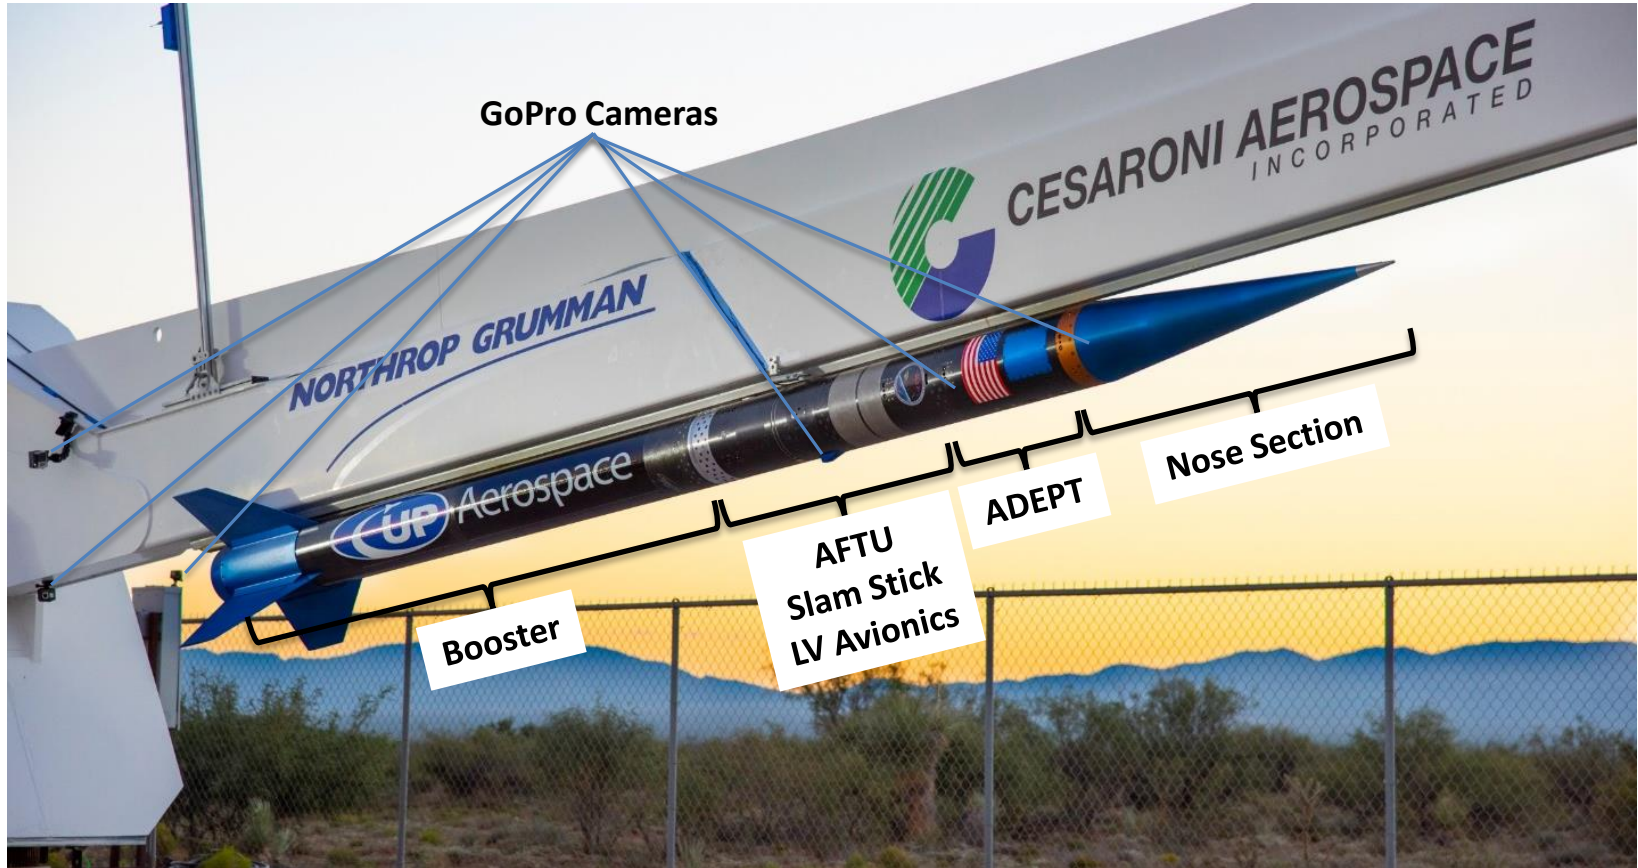 GoPro Cameras
CESARONI AEROSPACE
INCORPORATED
NORTHROP GRUMMAN
UP Aerospace
Nose Section
ADEPT
AFTU
Slam Stick
LV Avionics
Booster